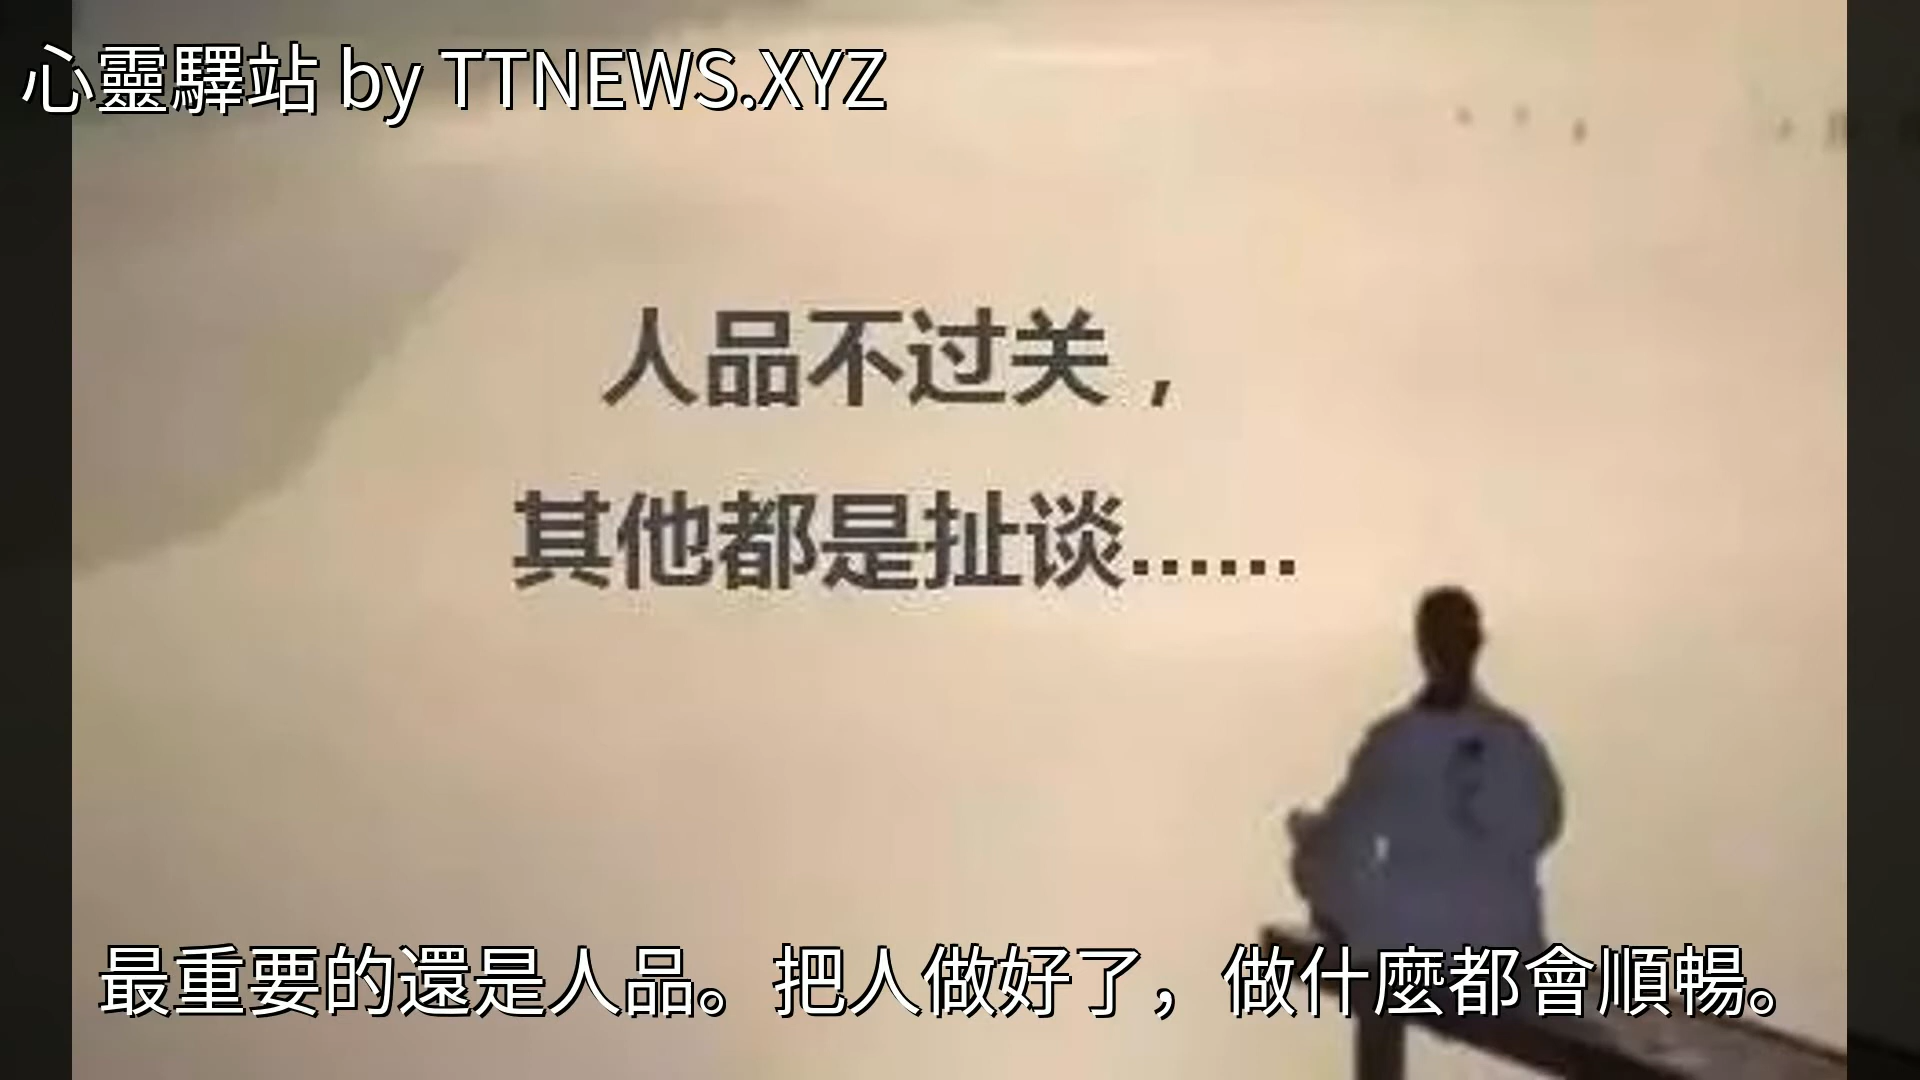 心靈驛站 by TTNEWS.XYZ
人品不过关，
其他都是扯谈......
最重要的還是人品。把人做好了，做什麼都會順暢。